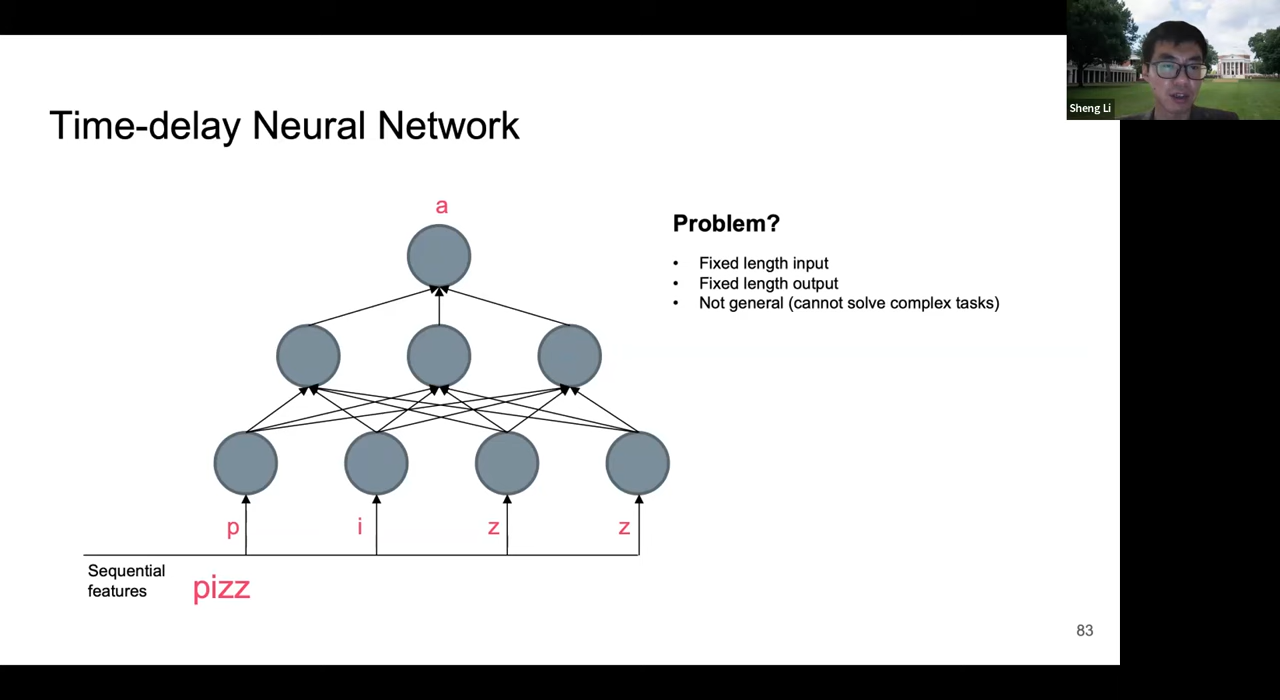 Sheng Li
Time-delay Neural Network
a
Problem?
• Fixed length input
• Fixed length output
• Not general (cannot solve complex tasks)
p i z z
Sequential
features
pizz
83